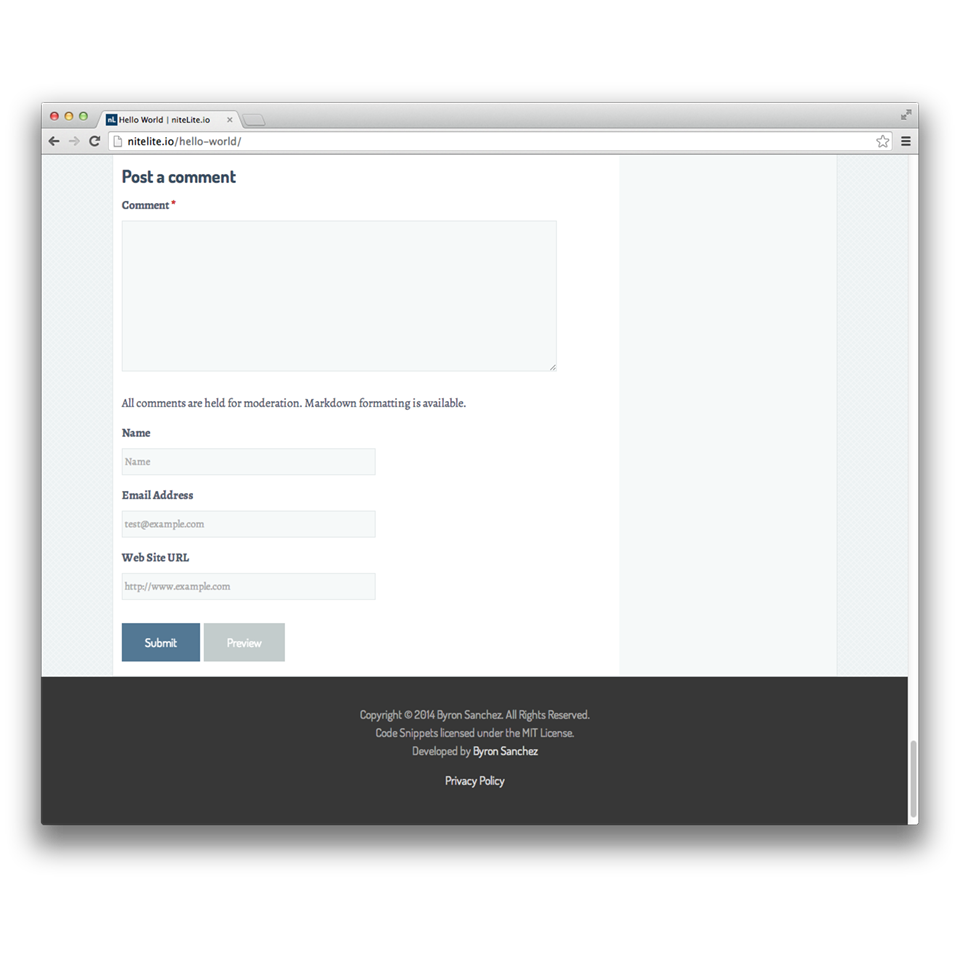 nL Hello World | niteLite.io
nitelite.io/hello-world/
Post a comment
Comment *
All comments are held for moderation. Markdown formatting is available.
Name
Name
Email Address
test@example.com
Web Site URL
http://www.example.com
Submit Preview
Copyright © 2014 Byron Sanchez. All Rights Reserved.
Code Snippets licensed under the MIT License.
Developed by Byron Sanchez
Privacy Policy